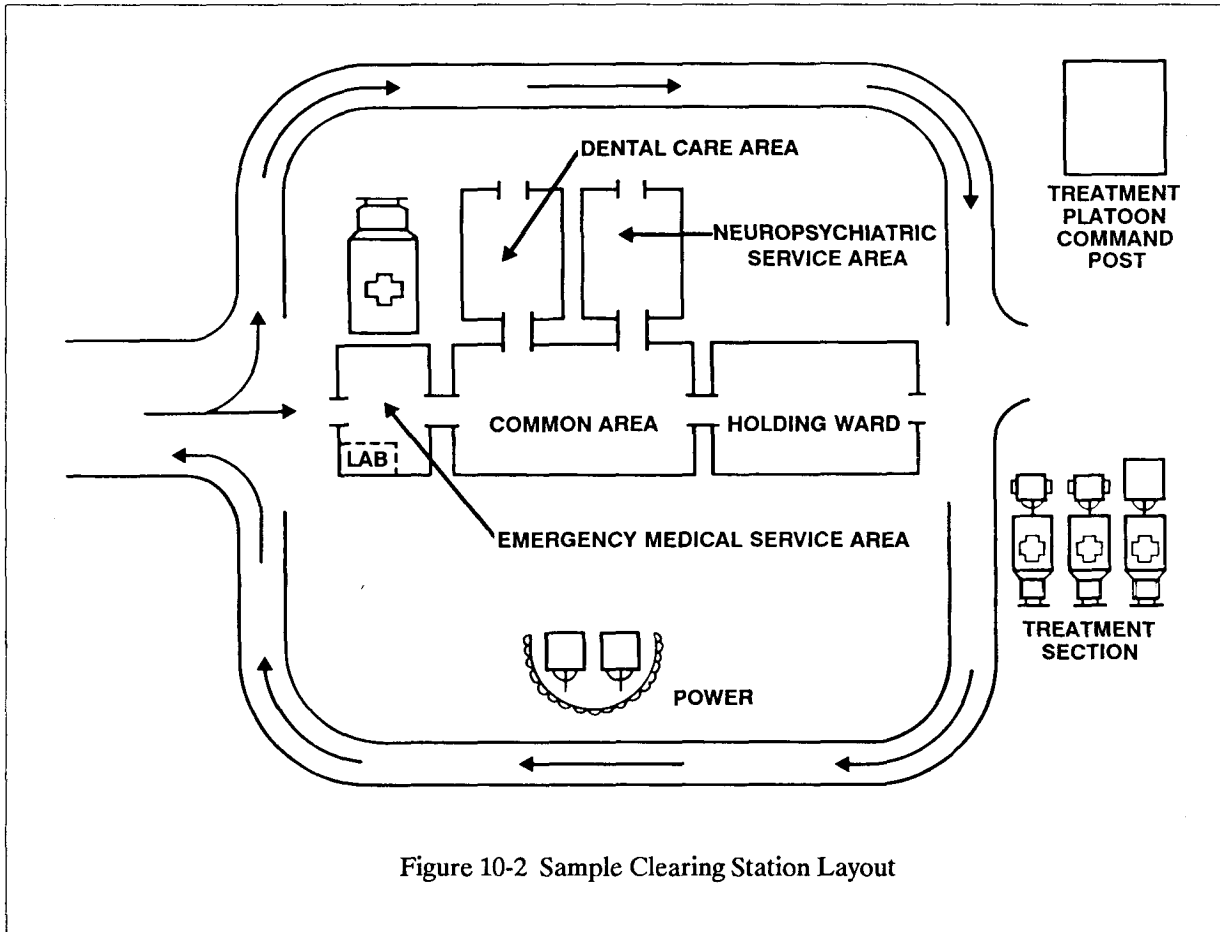 DENTAL CARE AREA
NEUROPSYCHIATRIC
SERVICE AREA
TREATMENT
PLATOON
COMMAND
POST
COMMON AREA
HOLDING WARD
LAB
EMERGENCY MEDICAL SERVICE AREA
TREATMENT
SECTION
POWER
Figure 10-2 Sample Clearing Station Layout